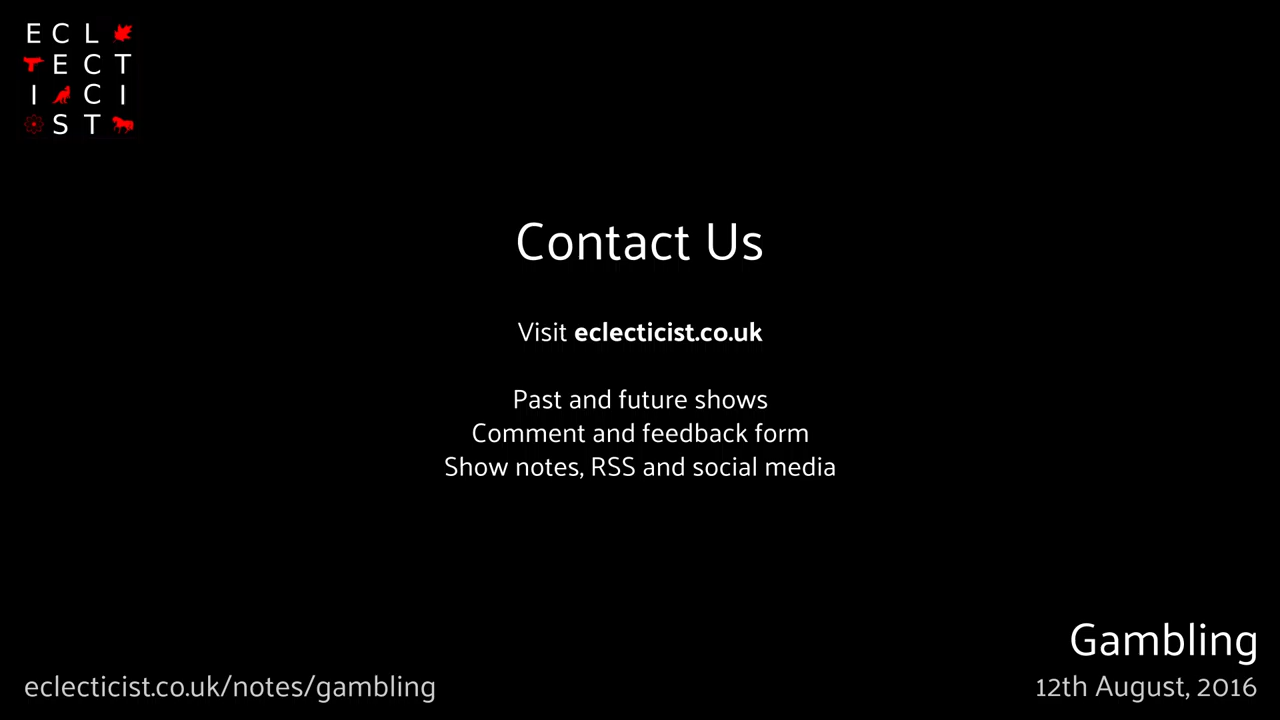 E C L
E C T
I C I
S T
Contact Us
Visit eclecticist.co.uk
Past and future shows
Comment and feedback form
Show notes, RSS and social media
Gambling
eclecticist.co.uk/notes/gambling
12th August, 2016